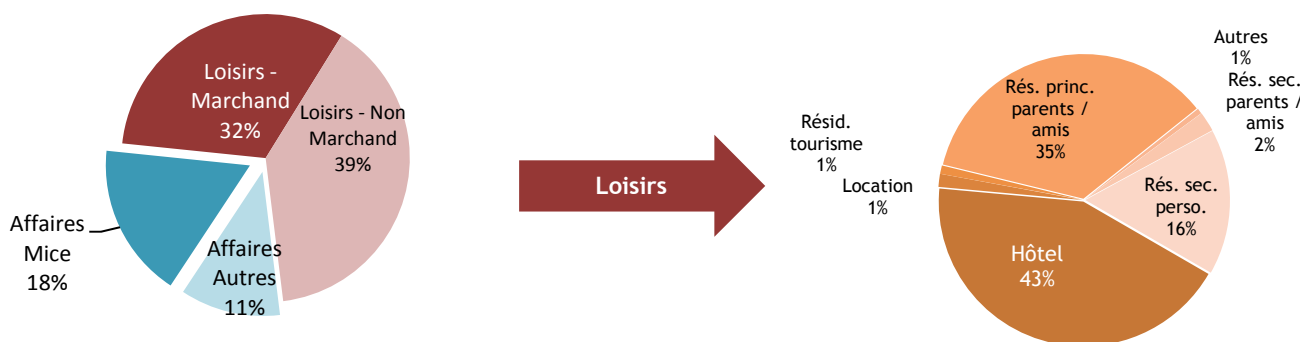 Loisirs -
Marchand
32%
Loisirs - Non
Marchand
39%
Affaires
Mice
18%
Affaires
Autres
11%
Loisirs
Résid.
tourisme
1%
Location
1%
Rés. princ.
parents /
amis
35%
Autres
1%
Rés. sec.
parents /
amis
2%
Rés. sec.
perso.
16%
Hôtel
43%